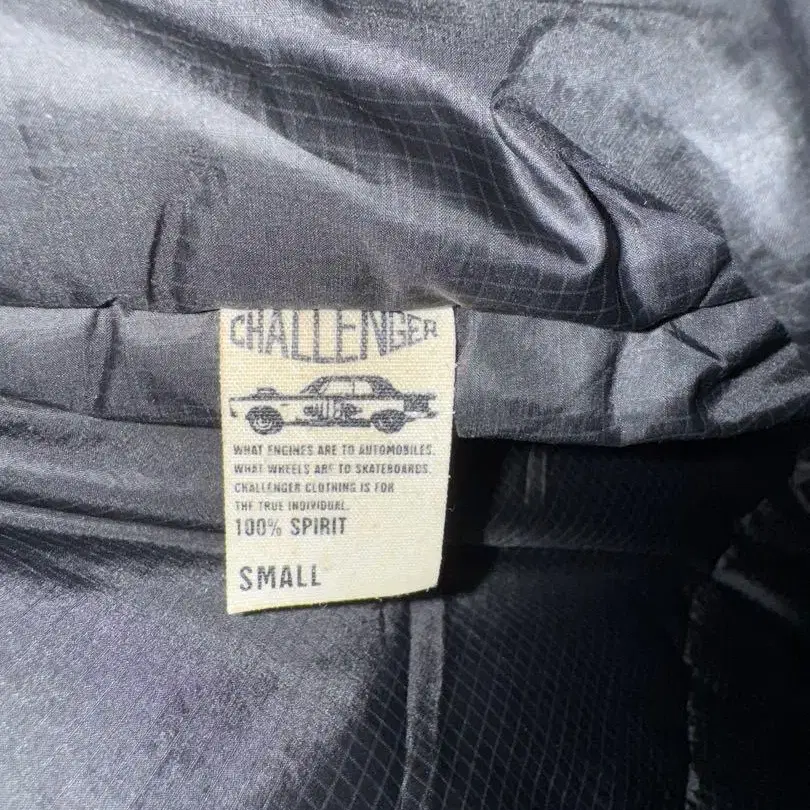 CHALLENGER
WHAT ENGINES ARE TO AUTOMOBILES.
WHAT WHEELS ARE TO SKATEBOARDS.
CHALLENGER CLOTHING IS FOR
THE TRUE INDIVIDUAL.
100% SPIRIT
SMALL